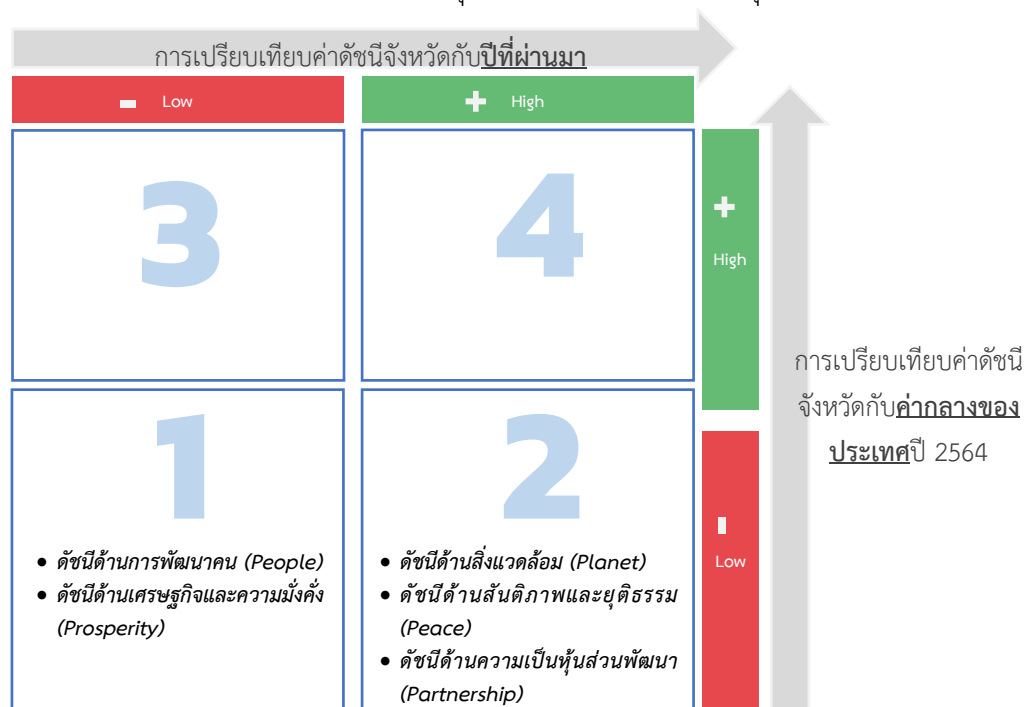 การเปรียบเทียบค่าดัชนีจังหวัดกับปีที่ผ่านมา
- Low
+ High
3
4
+
High
การเปรียบเทียบค่าดัชนี
จังหวัดกับค่ากลางของ
ประเทศปี 2564
1
2
• ดัชนีด้านการพัฒนาคน (People)
• ดัชนีด้านเศรษฐกิจและความมั่งคั่ง
(Prosperity)
• ดัชนีด้านสิ่งแวดล้อม (Planet)
• ดัชนีด้านสันติภาพและยุติธรรม
(Peace)
• ดัชนีด้านความเป็นหุ้นส่วนพัฒนา
(Partnership)
-
Low